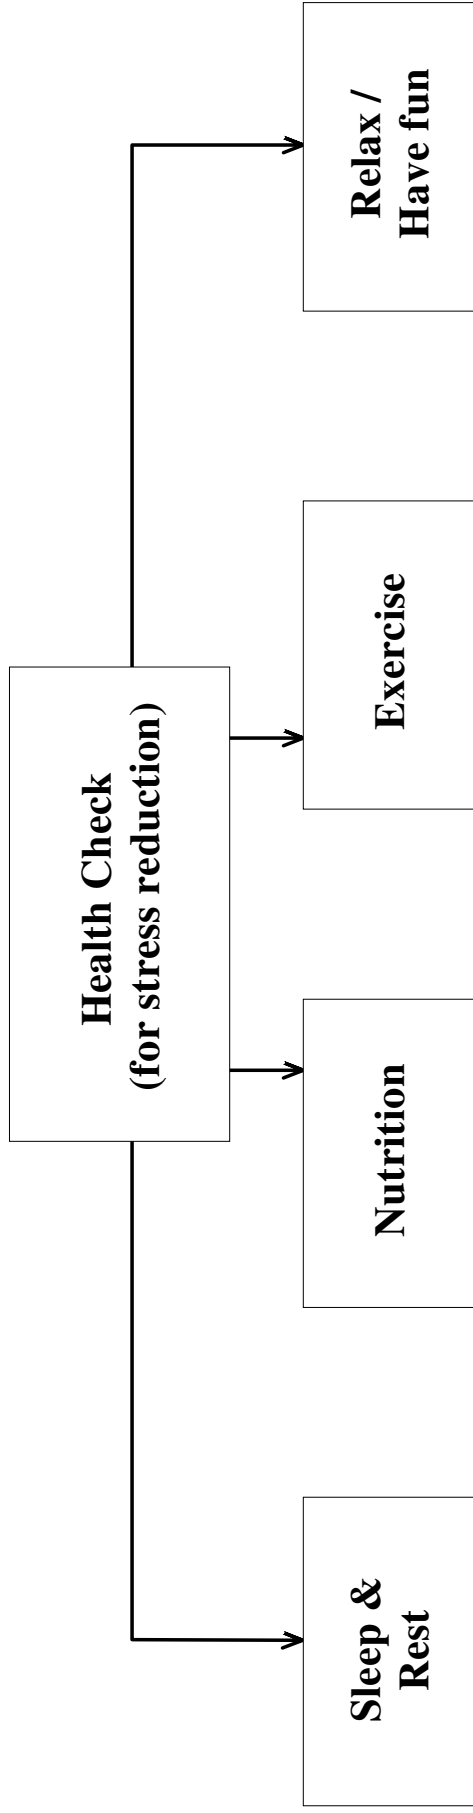 Health Check
(for stress reduction)
Sleep &
Rest
Nutrition
Exercise
Relax /
Have fun